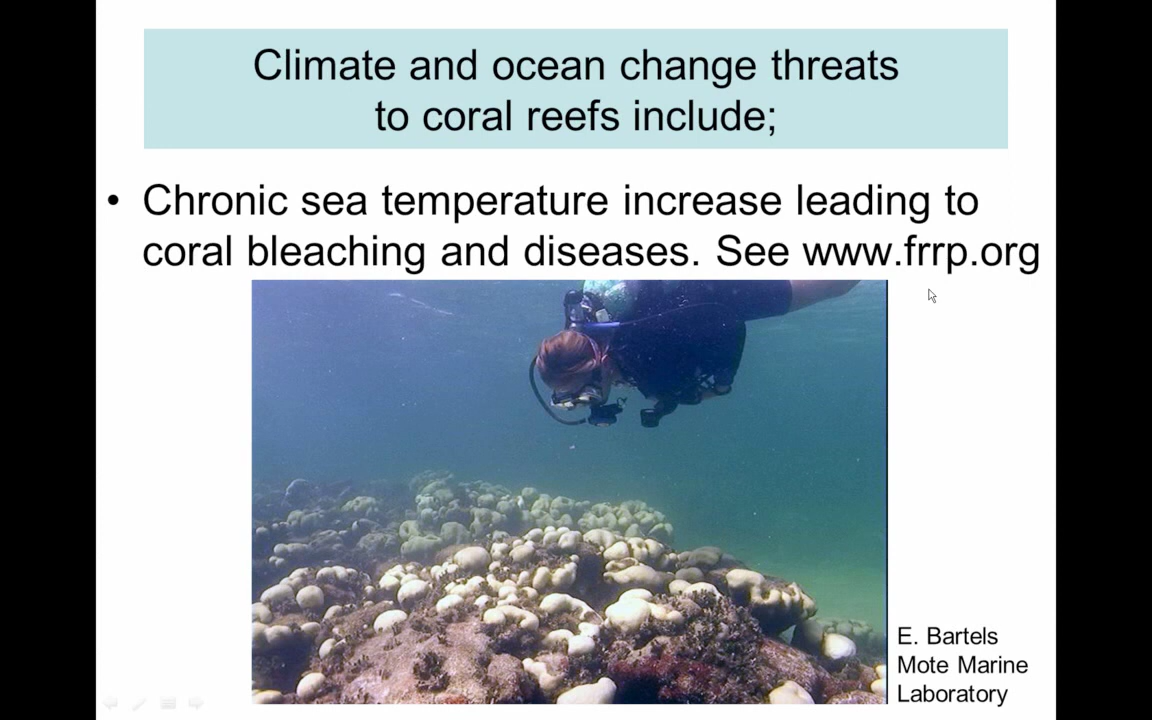 Climate and ocean change threats
to coral reefs include;
• Chronic sea temperature increase leading to
coral bleaching and diseases. See www.frrp.org
E. Bartels
Mote Marine
Laboratory